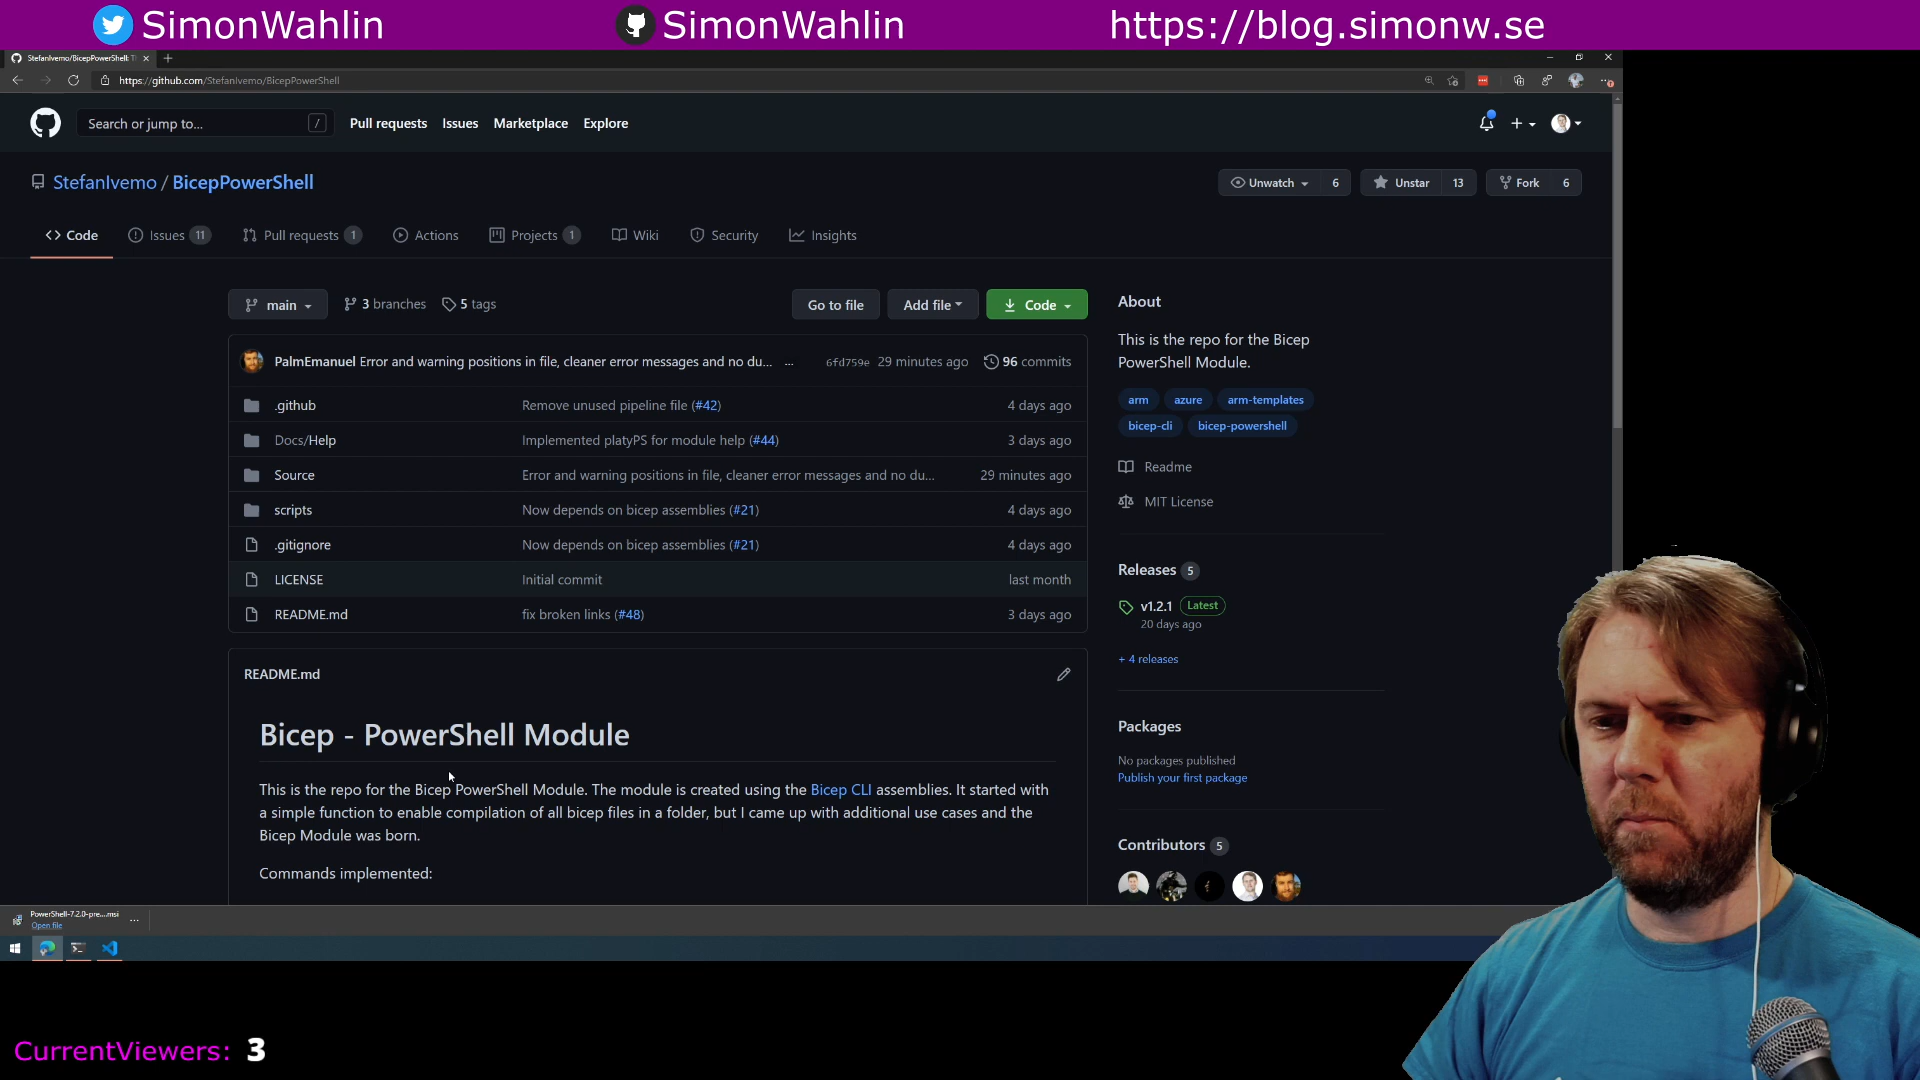 SimonWahlin SimonWahlin https://blog.simonw.se
StefanIvemo/BicepPowerShell: T
https://github.com/StefanIvemo/BicepPowerShell
Search or jump to... / Pull requests Issues Marketplace Explore
StefanIvemo / BicepPowerShell Unwatch 6 Unstar 13 Fork 6
Code Issues 11 Pull requests 1 Actions Projects 1 Wiki Security Insights
main 3 branches 5 tags Go to file Add file Code
PalmEmanuel Error and warning positions in file, cleaner error messages and no du... ... 6fd759e 29 minutes ago 96 commits
.github Remove unused pipeline file (#42) 4 days ago
Docs/Help Implemented platyPS for module help (#44) 3 days ago
Source Error and warning positions in file, cleaner error messages and no du... 29 minutes ago
scripts Now depends on bicep assemblies (#21) 4 days ago
.gitignore Now depends on bicep assemblies (#21) 4 days ago
LICENSE Initial commit last month
README.md fix broken links (#48) 3 days ago
README.md
Bicep - PowerShell Module
This is the repo for the Bicep PowerShell Module. The module is created using the Bicep CLI assemblies. It started with
a simple function to enable compilation of all bicep files in a folder, but I came up with additional use cases and the
Bicep Module was born.
Commands implemented:
About
This is the repo for the Bicep
PowerShell Module.
arm azure arm-templates
bicep-cli bicep-powershell
Readme
MIT License
Releases 5
v1.2.1 Latest
20 days ago
+ 4 releases
Packages
No packages published
Publish your first package
Contributors 5
PowerShell-7.2.0-pre....msi ...
Open file
CurrentViewers: 3